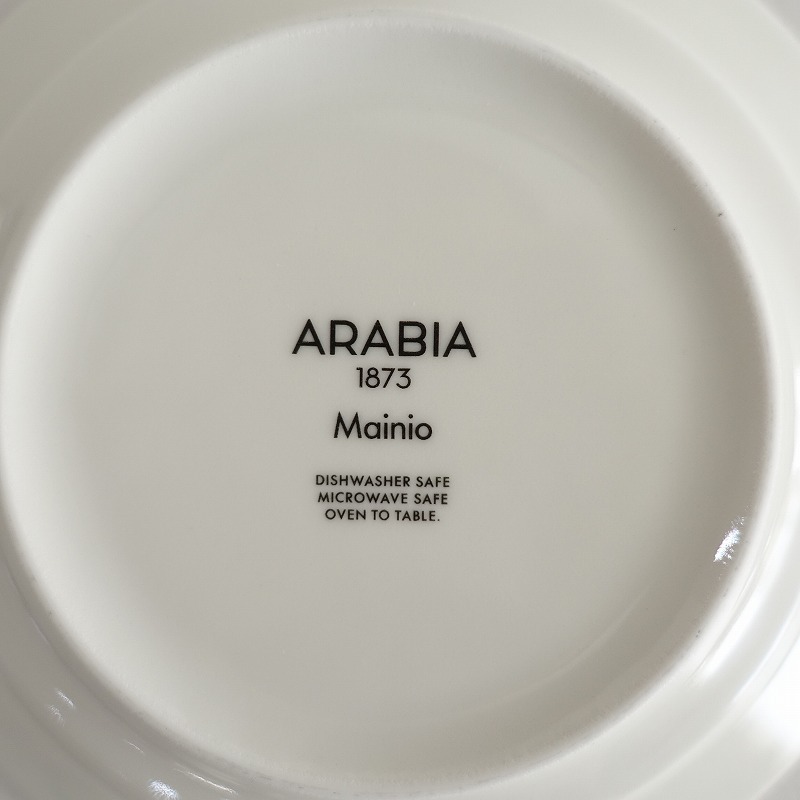 ARABIA
1873
Mainio
DISHWASHER SAFE
MICROWAVE SAFE
OVEN TO TABLE.